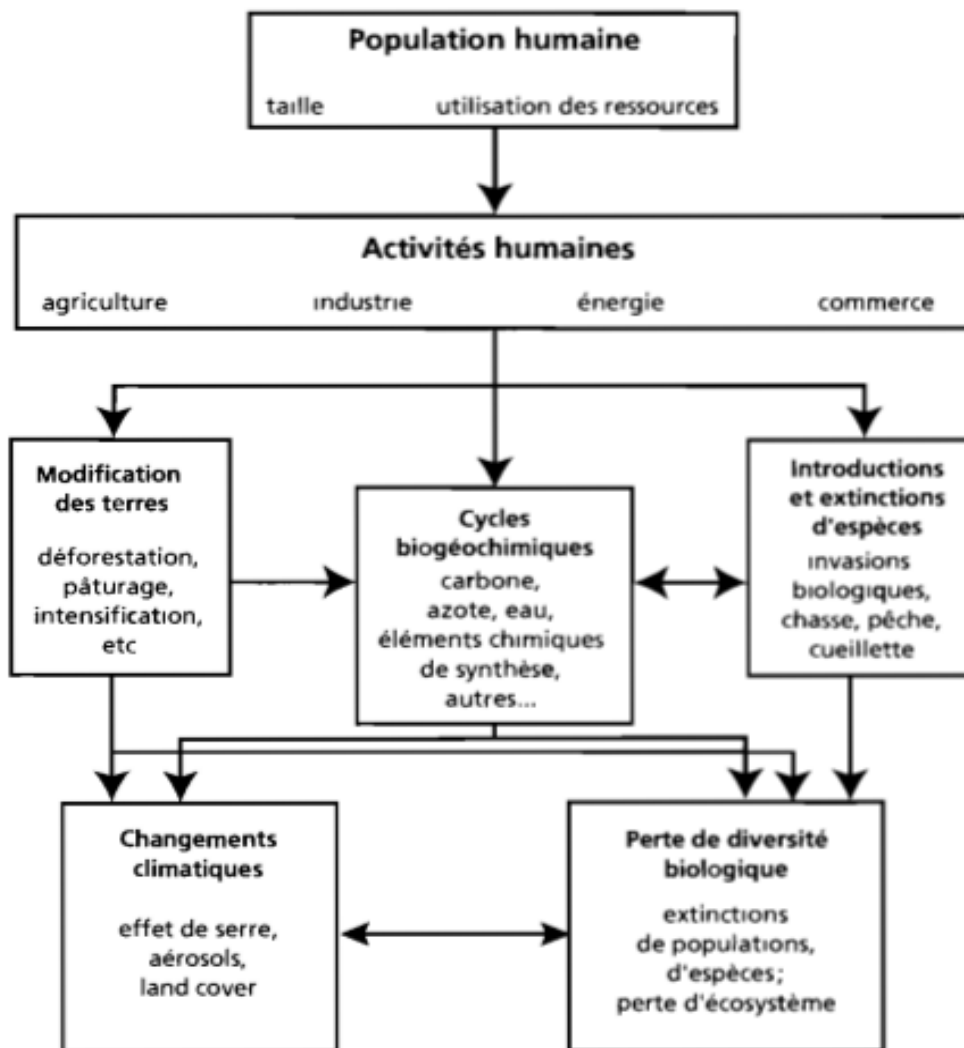 Population humaine
taille utilisation des ressources
Activités humaines
agriculture industrie énergie commerce
Modification
des terres
déforestation,
pâturage,
intensification,
etc
Cycles
biogéochimiques
carbone,
azote, eau,
éléments chimiques
de synthèse,
autres...
Introductions
et extinctions
d'espèces
invasions
biologiques,
chasse, pêche,
cueillette
Changements
climatiques
effet de serre,
aérosols,
land cover
Perte de diversité
biologique
extinctions
de populations,
d'espèces;
perte d'écosystème